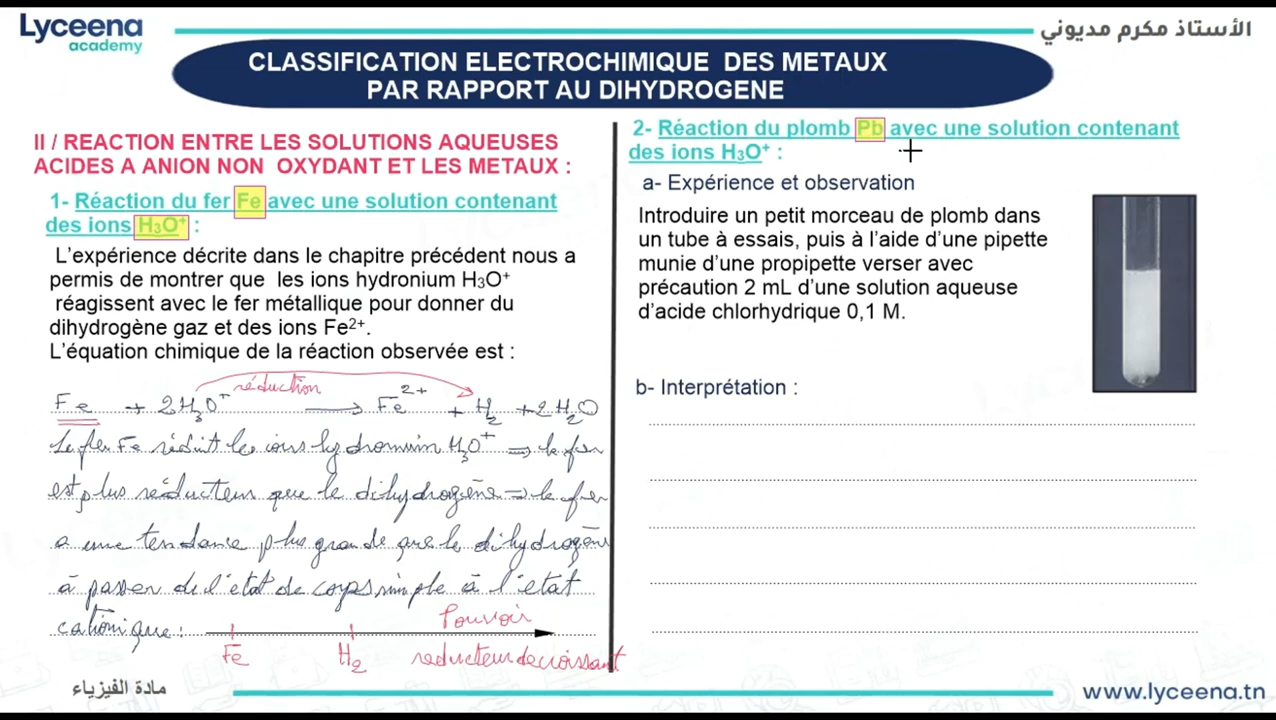 Lyceena
academy
الأستاذ مكرم مديوني
CLASSIFICATION ELECTROCHIMIQUE DES METAUX
PAR RAPPORT AU DIHYDROGENE
II / REACTION ENTRE LES SOLUTIONS AQUEUSES
ACIDES A ANION NON OXYDANT ET LES METAUX :
1- Réaction du fer Fe avec une solution contenant
des ions H₃O⁺ :
L'expérience décrite dans le chapitre précédent nous a
permis de montrer que les ions hydronium H₃O⁺
réagissent avec le fer métallique pour donner du
dihydrogène gaz et des ions Fe²⁺.
L'équation chimique de la réaction observée est :
réduction
Fe + 2H₃O⁺ → Fe²⁺ + H₂ + 2H₂O
Le fer Fe réduit les ions hydronium H₃O⁺ ⇒ le fer
est plus réducteur que le dihydrogène ⇒ le fer
a une tendance plus grande que le dihydrogène
à passer de l'état de corps simple à l'état
cationique :
Pouvoir
Fe H₂ reducteur decroissant
2- Réaction du plomb Pb avec une solution contenant
des ions H₃O⁺ :
a- Expérience et observation
Introduire un petit morceau de plomb dans
un tube à essais, puis à l'aide d'une pipette
munie d'une propipette verser avec
précaution 2 mL d'une solution aqueuse
d'acide chlorhydrique 0,1 M.
b- Interprétation :
مادة الفيزياء
www.lyceena.tn